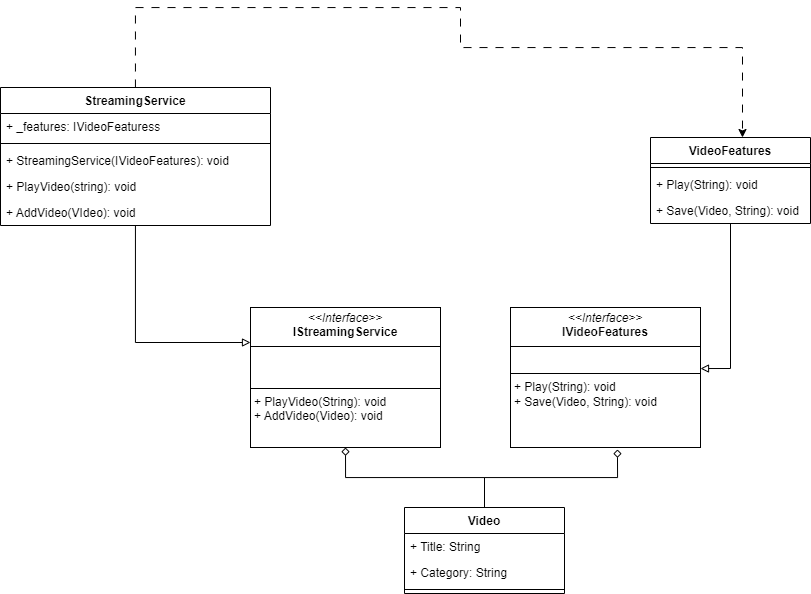 StreamingService
+ _features: IVideoFeaturess
+ StreamingService(IVideoFeatures): void
+ PlayVideo(string): void
+ AddVideo(VIdeo): void
VideoFeatures
+ Play(String): void
+ Save(Video, String): void
<<Interface>>
IStreamingService
+ PlayVideo(String): void
+ AddVideo(Video): void
<<Interface>>
IVideoFeatures
+ Play(String): void
+ Save(Video, String): void
Video
+ Title: String
+ Category: String